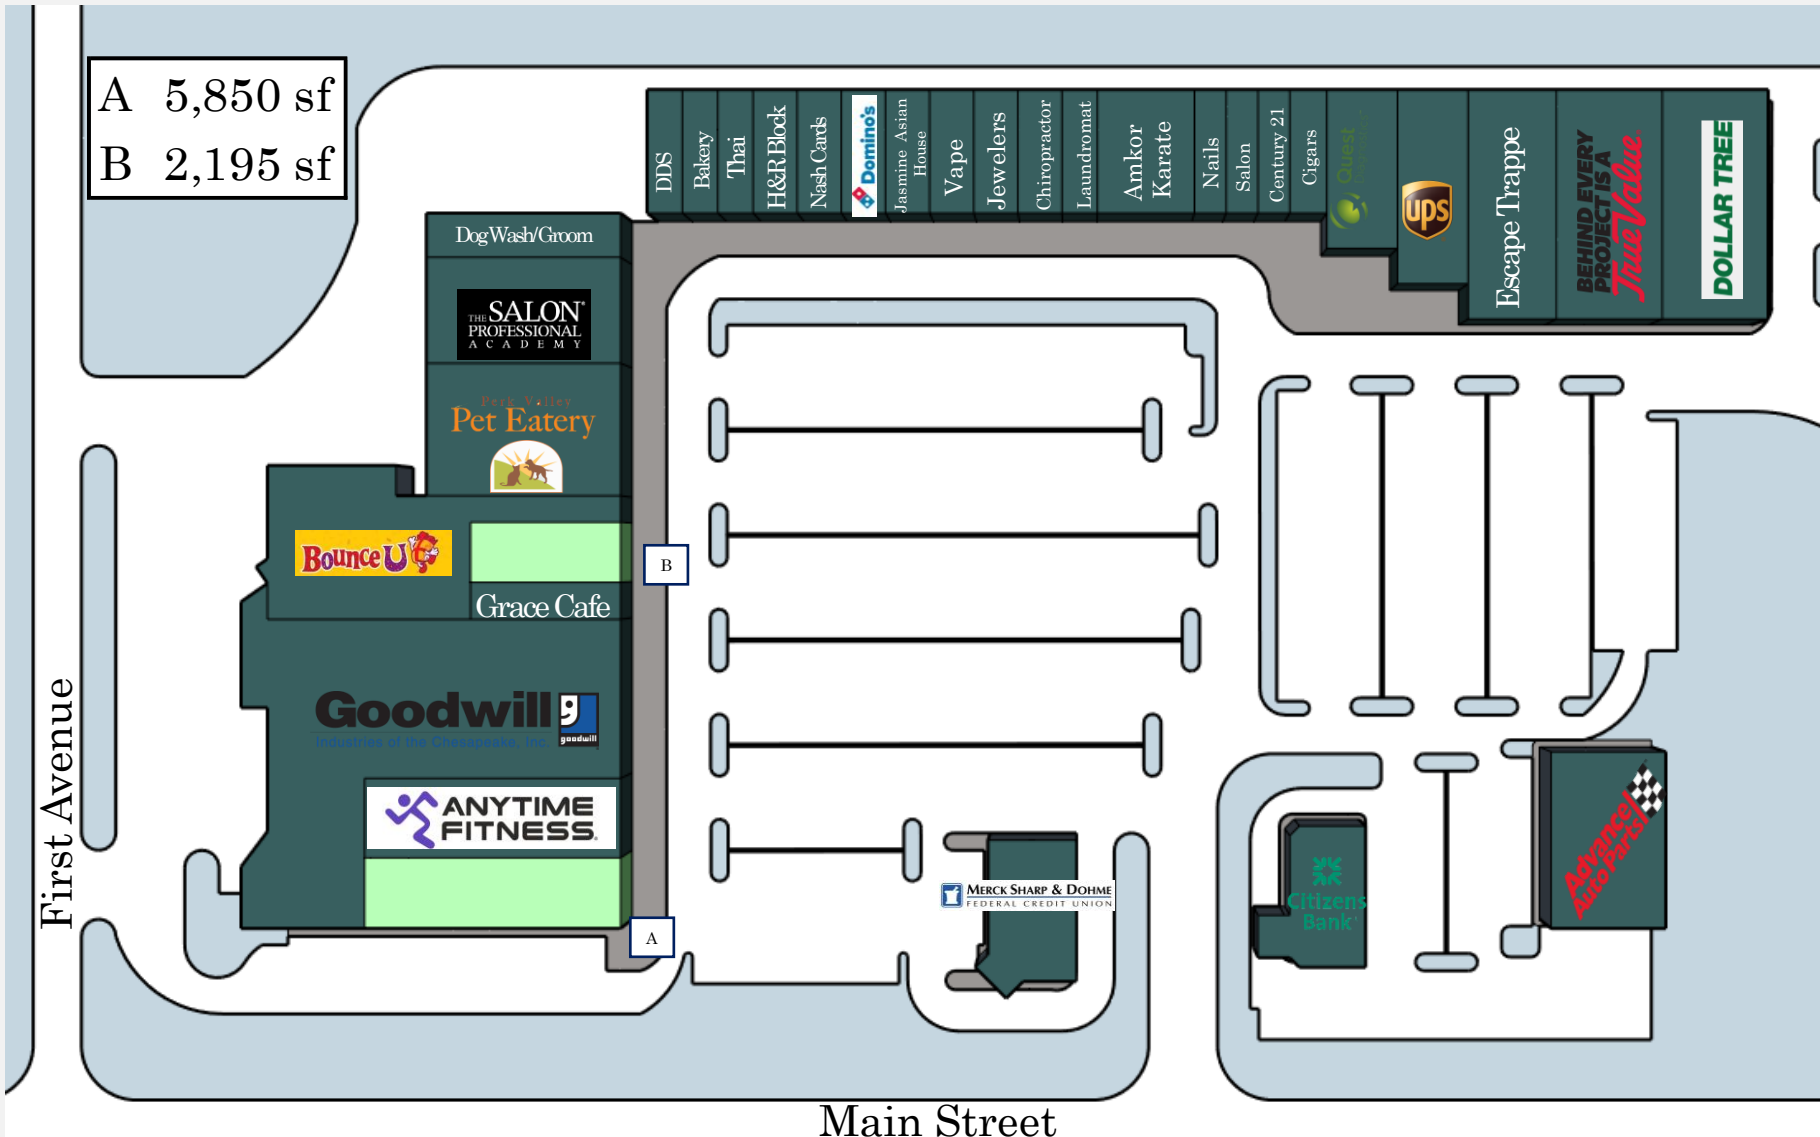 A 5,850 sf
B 2,195 sf
DDS
Bakery
Thai
H&R Block
Nash Cards
Domino's
Jasmine Asian
House
Vape
Jewelers
Chiropractor
Laundromat
Amkor
Karate
Nails
Salon
Century 21
Cigars
Quest
ups
Escape Trappe
BEHIND EVERY
PROJECT IS A
True Value.
DOLLAR TREE
Dog Wash/Groom
THE SALON
PROFESSIONAL
ACADEMY
Perk Valley
Pet Eatery
Bounce U
B
Grace Cafe
Goodwill
Industries of the Chesapeake, Inc.
goodwill
ANYTIME
FITNESS.
A
MERCK SHARP & DOHME
FEDERAL CREDIT UNION
Citizens
Bank
Advance
Auto Parts
First Avenue
Main Street